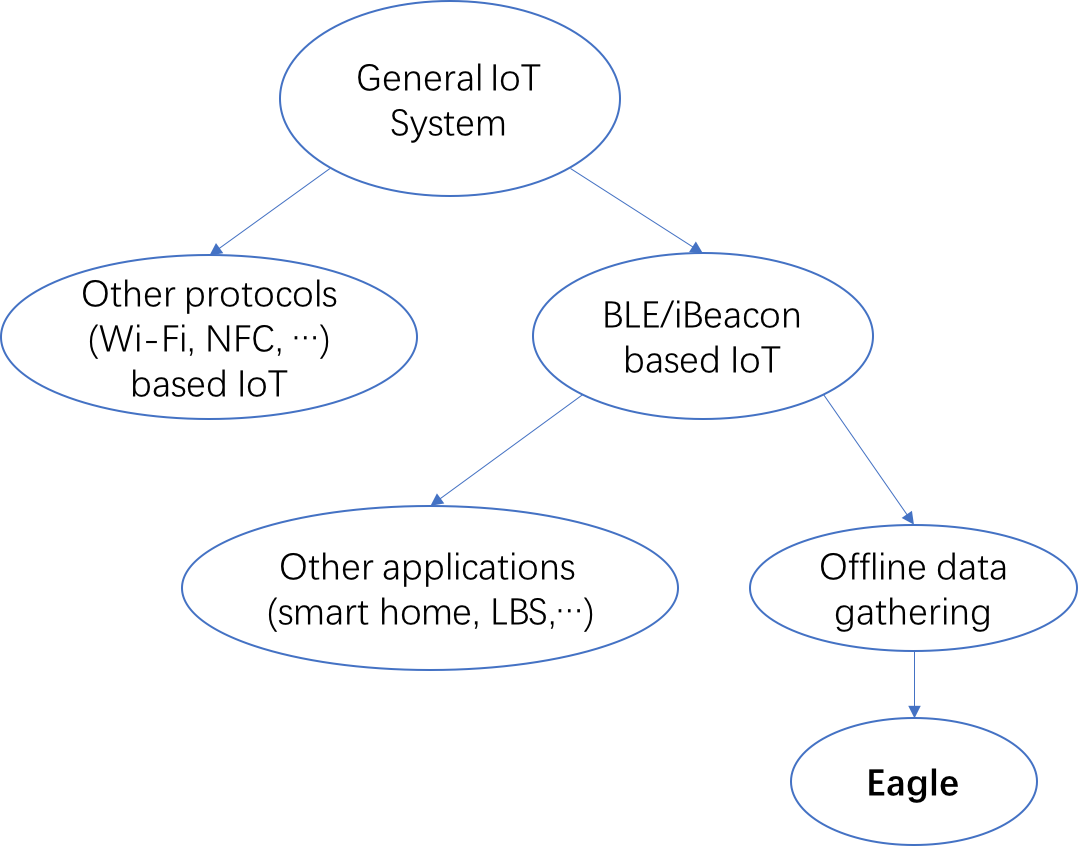 General IoT
System
Other protocols
(Wi-Fi, NFC, ···)
based IoT
BLE/iBeacon
based IoT
Other applications
(smart home, LBS,···)
Offline data
gathering
Eagle